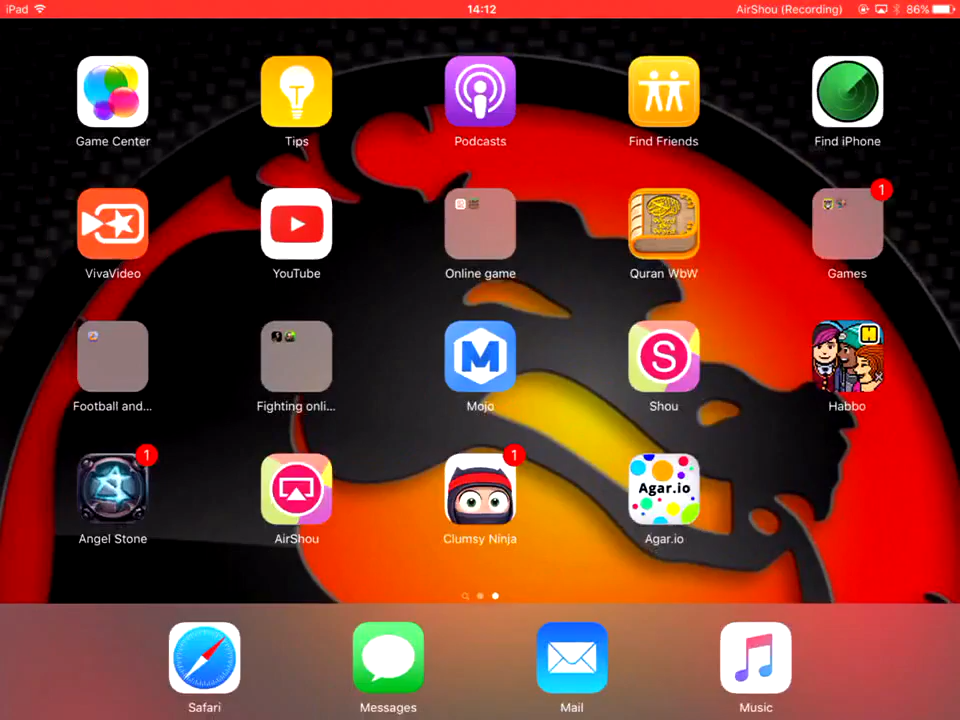 iPad 14:12 AirShou (Recording) 86%
Game Center Tips Podcasts Find Friends Find iPhone
1
VivaVideo YouTube Online game Quran WbW Games
M S H
Football and... Fighting onli... Mojo Shou Habbo
1 1
Agar.io
Angel Stone AirShou Clumsy Ninja Agar.io
Safari Messages Mail Music